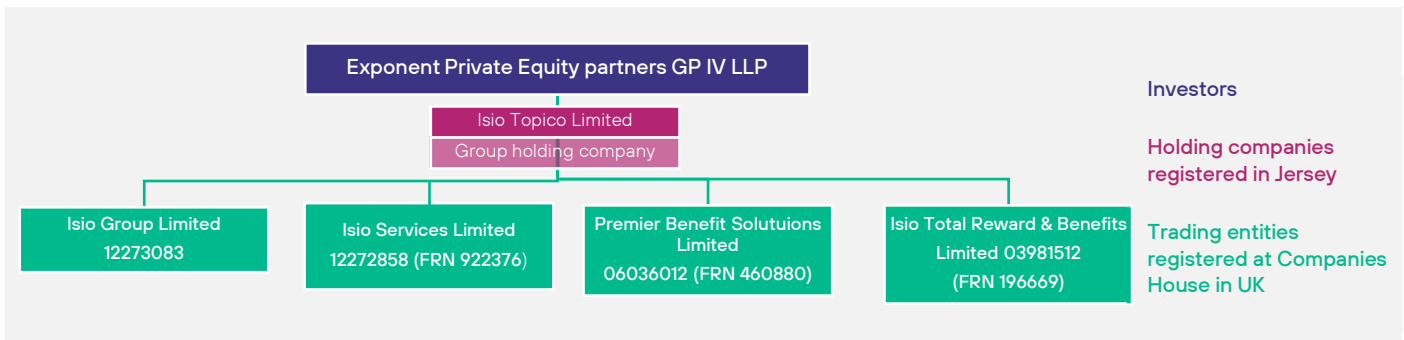 Exponent Private Equity partners GP IV LLP
Isio Topico Limited
Group holding company
Isio Group Limited
12273083
Isio Services Limited
12272858 (FRN 922376)
Premier Benefit Solutuions
Limited
06036012 (FRN 460880)
Isio Total Reward & Benefits
Limited 03981512
(FRN 196669)
Investors
Holding companies
registered in Jersey
Trading entities
registered at Companies
House in UK